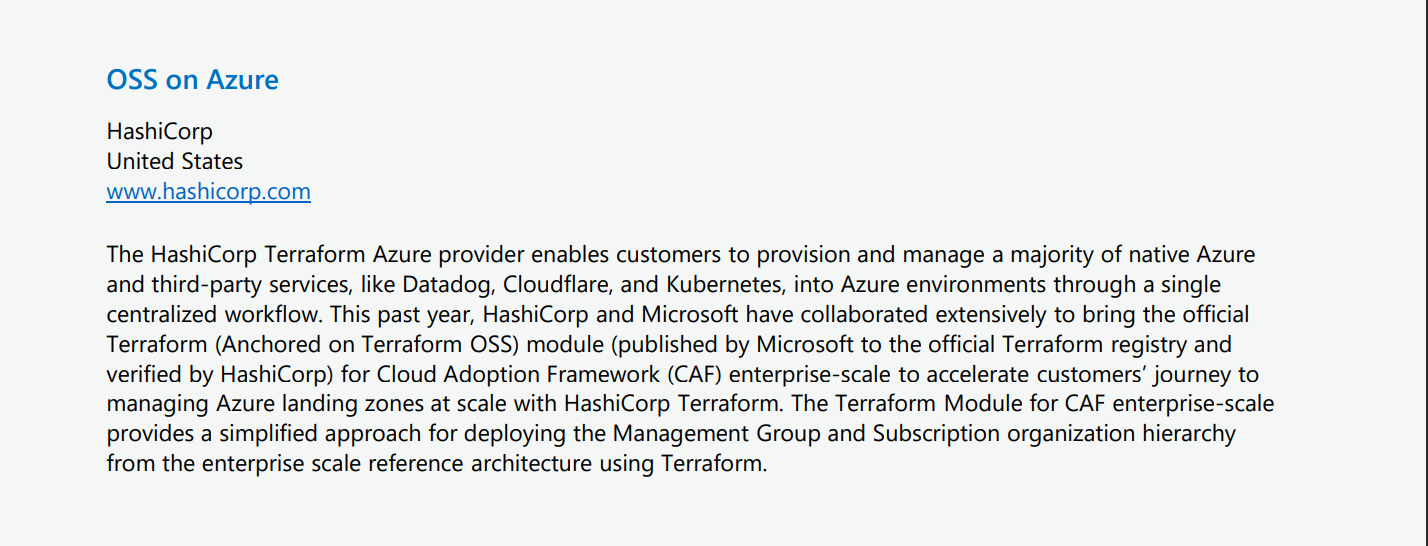 OSS on Azure
HashiCorp
United States
www.hashicorp.com
The HashiCorp Terraform Azure provider enables customers to provision and manage a majority of native Azure
and third-party services, like Datadog, Cloudflare, and Kubernetes, into Azure environments through a single
centralized workflow. This past year, HashiCorp and Microsoft have collaborated extensively to bring the official
Terraform (Anchored on Terraform OSS) module (published by Microsoft to the official Terraform registry and
verified by HashiCorp) for Cloud Adoption Framework (CAF) enterprise-scale to accelerate customers’ journey to
managing Azure landing zones at scale with HashiCorp Terraform. The Terraform Module for CAF enterprise-scale
provides a simplified approach for deploying the Management Group and Subscription organization hierarchy
from the enterprise scale reference architecture using Terraform.